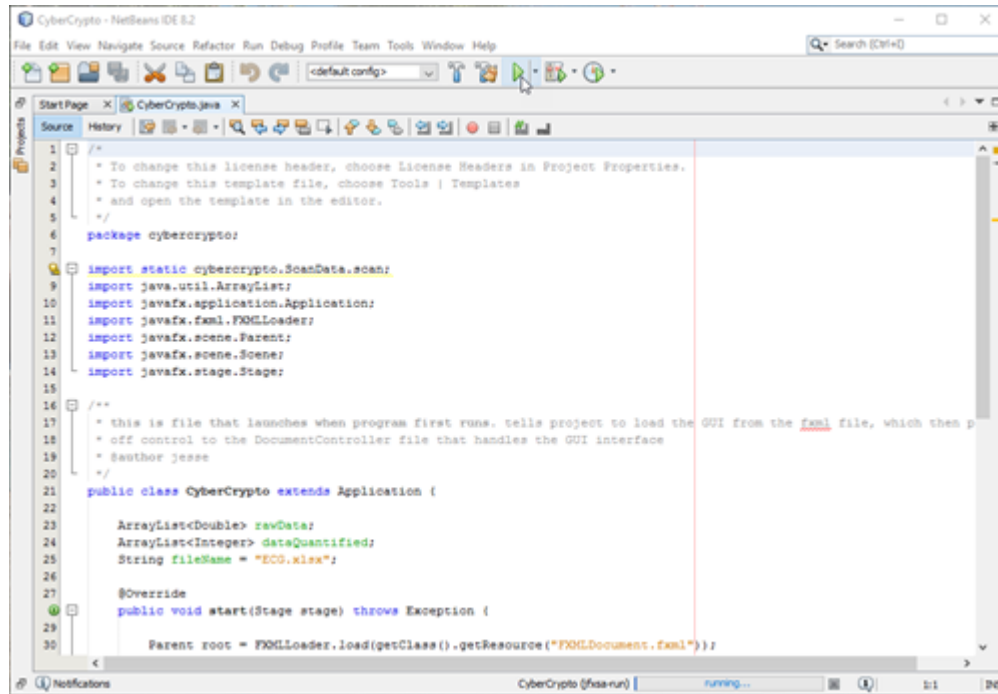 CyberCrypto - NetBeans IDE 8.2
File Edit View Navigate Source Refactor Run Debug Profile Team Tools Window Help
Search (Ctrl+I)
<default config>
Start Page CyberCrypto.java
Projects
Source History
1 /*
2 * To change this license header, choose License Headers in Project Properties.
3 * To change this template file, choose Tools | Templates
4 * and open the template in the editor.
5 */
6 package cybercrypto;
7
import static cybercrypto.ScanData.scan;
9 import java.util.ArrayList;
10 import javafx.application.Application;
11 import javafx.fxml.FXMLLoader;
12 import javafx.scene.Parent;
13 import javafx.scene.Scene;
14 import javafx.stage.Stage;
15
16 /**
17 * this is file that launches when program first runs. tells project to load the GUI from the fxml file, which then p
18 * off control to the DocumentController file that handles the GUI interface
19 * @author jesse
20 */
21 public class CyberCrypto extends Application {
22
23 ArrayList<Double> rawData;
24 ArrayList<Integer> dataQuantified;
25 String fileName = "ECG.xlsx";
26
27 @Override
public void start(Stage stage) throws Exception {
29
30 Parent root = FXMLLoader.load(getClass().getResource("FXMLDocument.fxml"));
Notifications CyberCrypto (jfxsa-run) running... 1:1